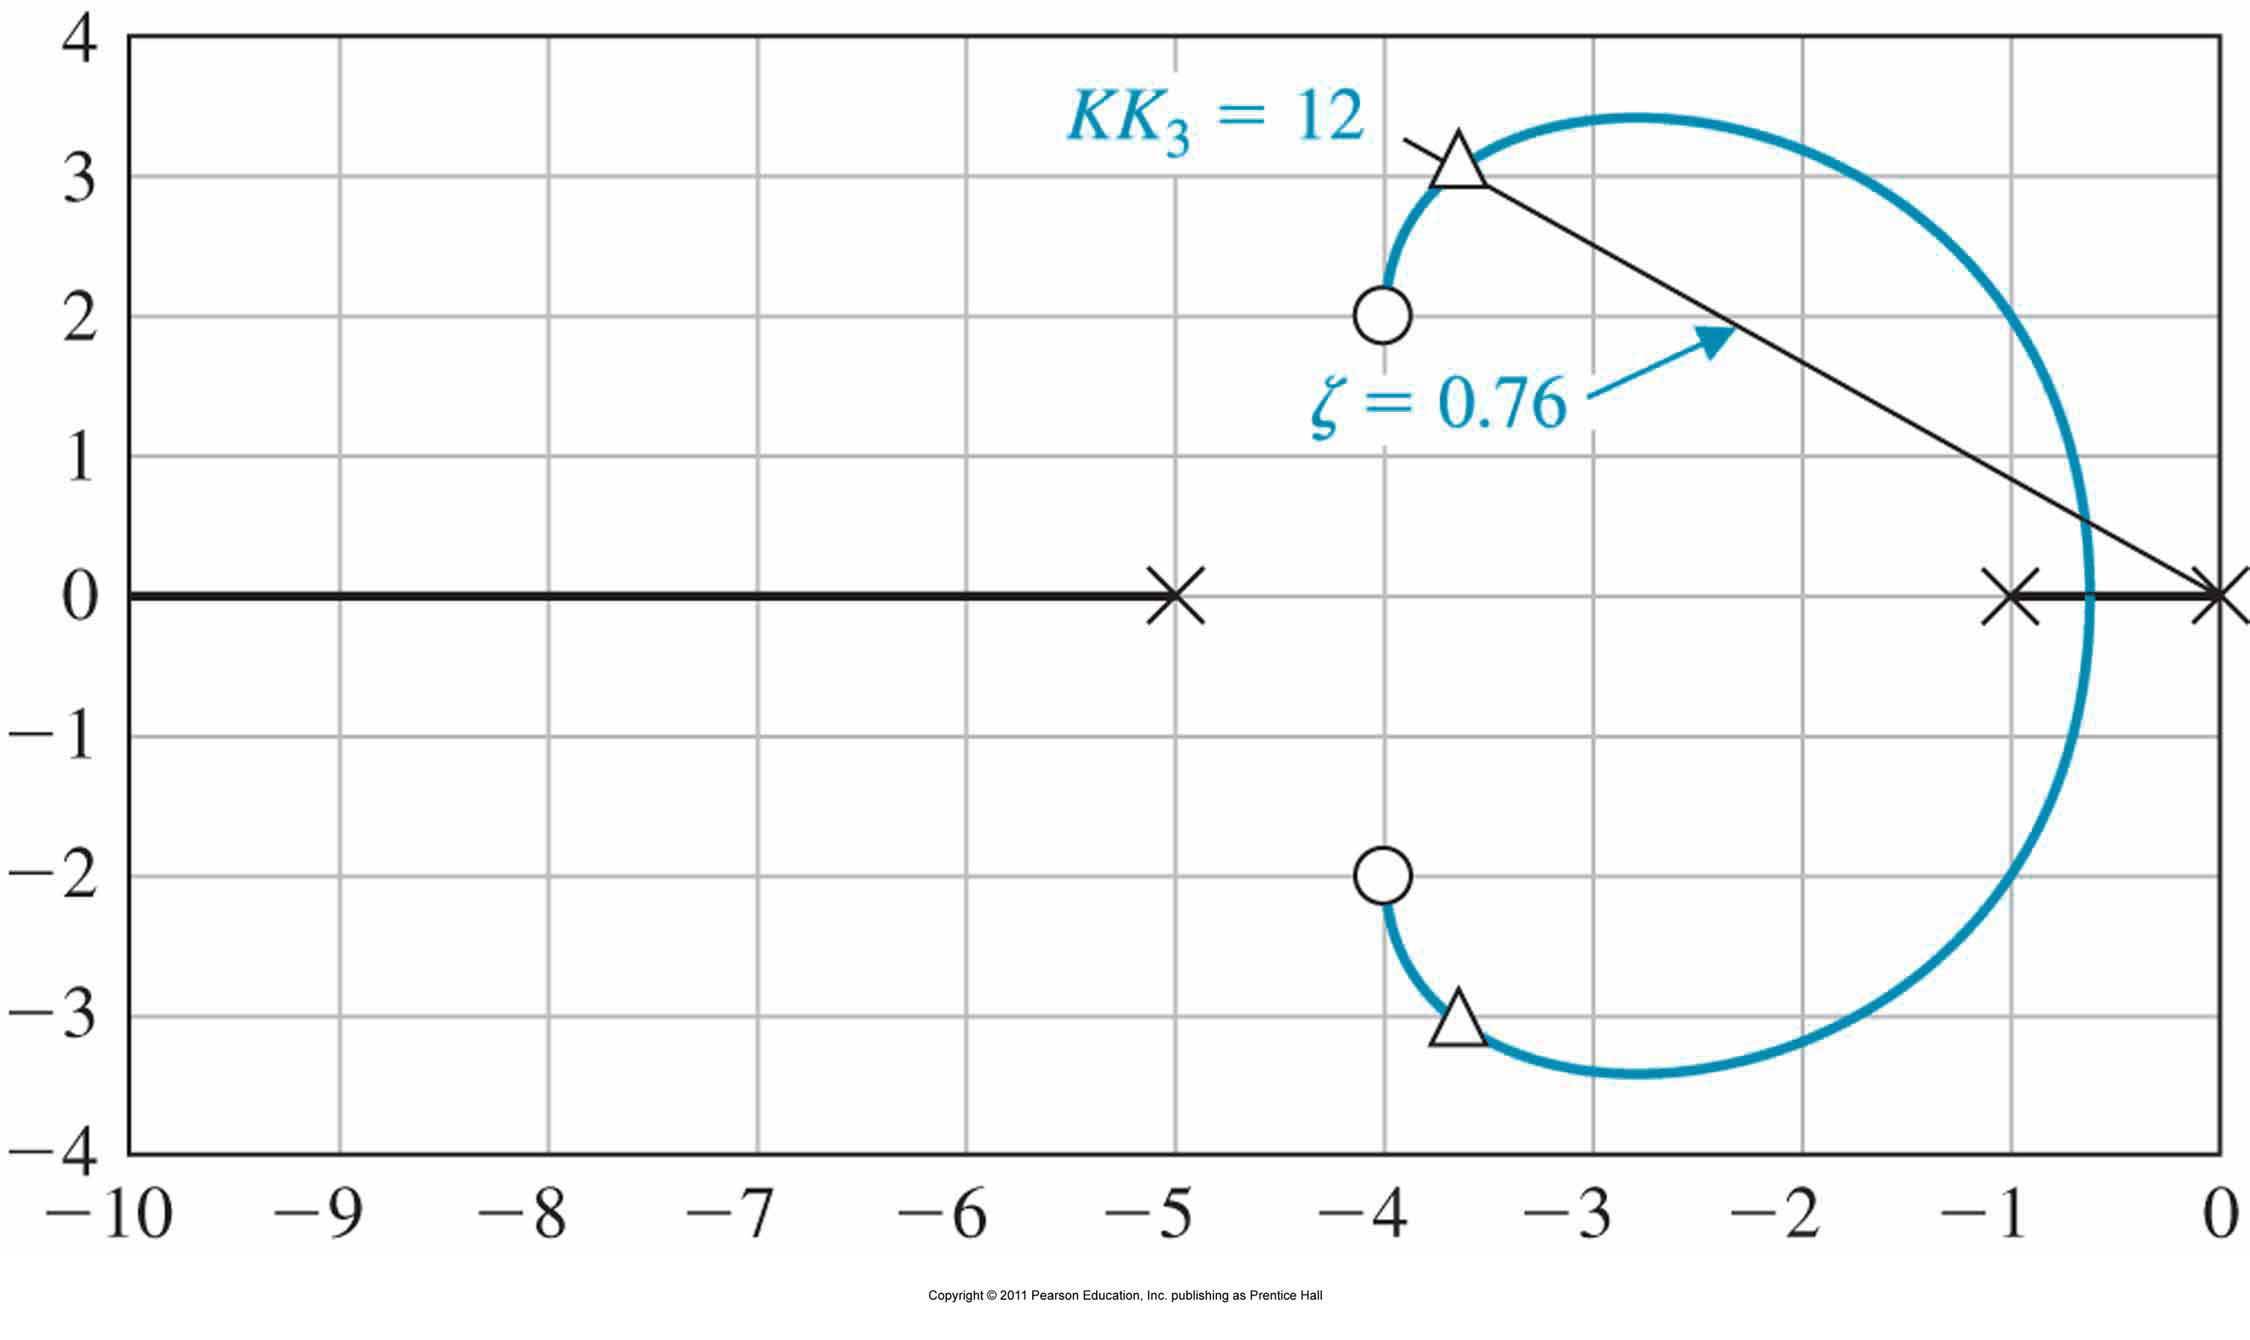 4
KK₃ = 12
3
2
ζ = 0.76
1
0
−1
−2
−3
−4
−10 −9 −8 −7 −6 −5 −4 −3 −2 −1 0
Copyright © 2011 Pearson Education, Inc. publishing as Prentice Hall